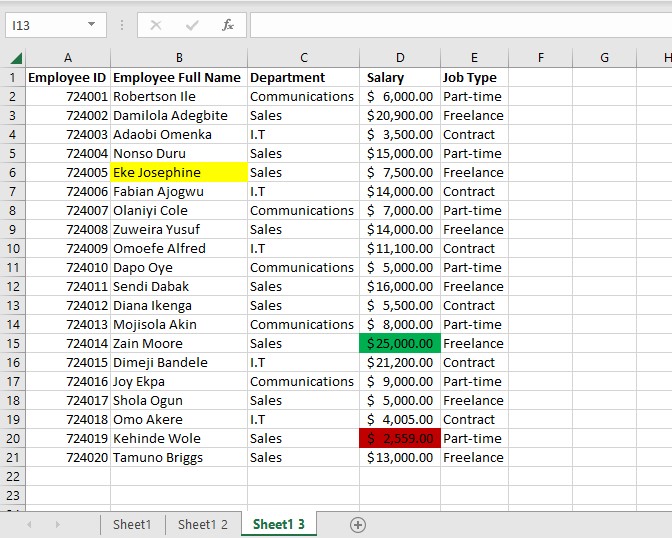 I13 fx
A B C D E F G H
1 Employee ID Employee Full Name Department Salary Job Type
2 724001 Robertson Ile Communications $ 6,000.00 Part-time
3 724002 Damilola Adegbite Sales $20,900.00 Freelance
4 724003 Adaobi Omenka I.T $ 3,500.00 Contract
5 724004 Nonso Duru Sales $15,000.00 Part-time
6 724005 Eke Josephine Sales $ 7,500.00 Freelance
7 724006 Fabian Ajogwu I.T $14,000.00 Contract
8 724007 Olaniyi Cole Communications $ 7,000.00 Part-time
9 724008 Zuweira Yusuf Sales $14,000.00 Freelance
10 724009 Omoefe Alfred I.T $11,100.00 Contract
11 724010 Dapo Oye Communications $ 5,000.00 Part-time
12 724011 Sendi Dabak Sales $16,000.00 Freelance
13 724012 Diana Ikenga Sales $ 5,500.00 Contract
14 724013 Mojisola Akin Communications $ 8,000.00 Part-time
15 724014 Zain Moore Sales $25,000.00 Freelance
16 724015 Dimeji Bandele I.T $21,200.00 Contract
17 724016 Joy Ekpa Communications $ 9,000.00 Part-time
18 724017 Shola Ogun Sales $ 5,000.00 Freelance
19 724018 Omo Akere I.T $ 4,005.00 Contract
20 724019 Kehinde Wole Sales $ 2,559.00 Part-time
21 724020 Tamuno Briggs Sales $13,000.00 Freelance
22
23
Sheet1 Sheet1 2 Sheet1 3